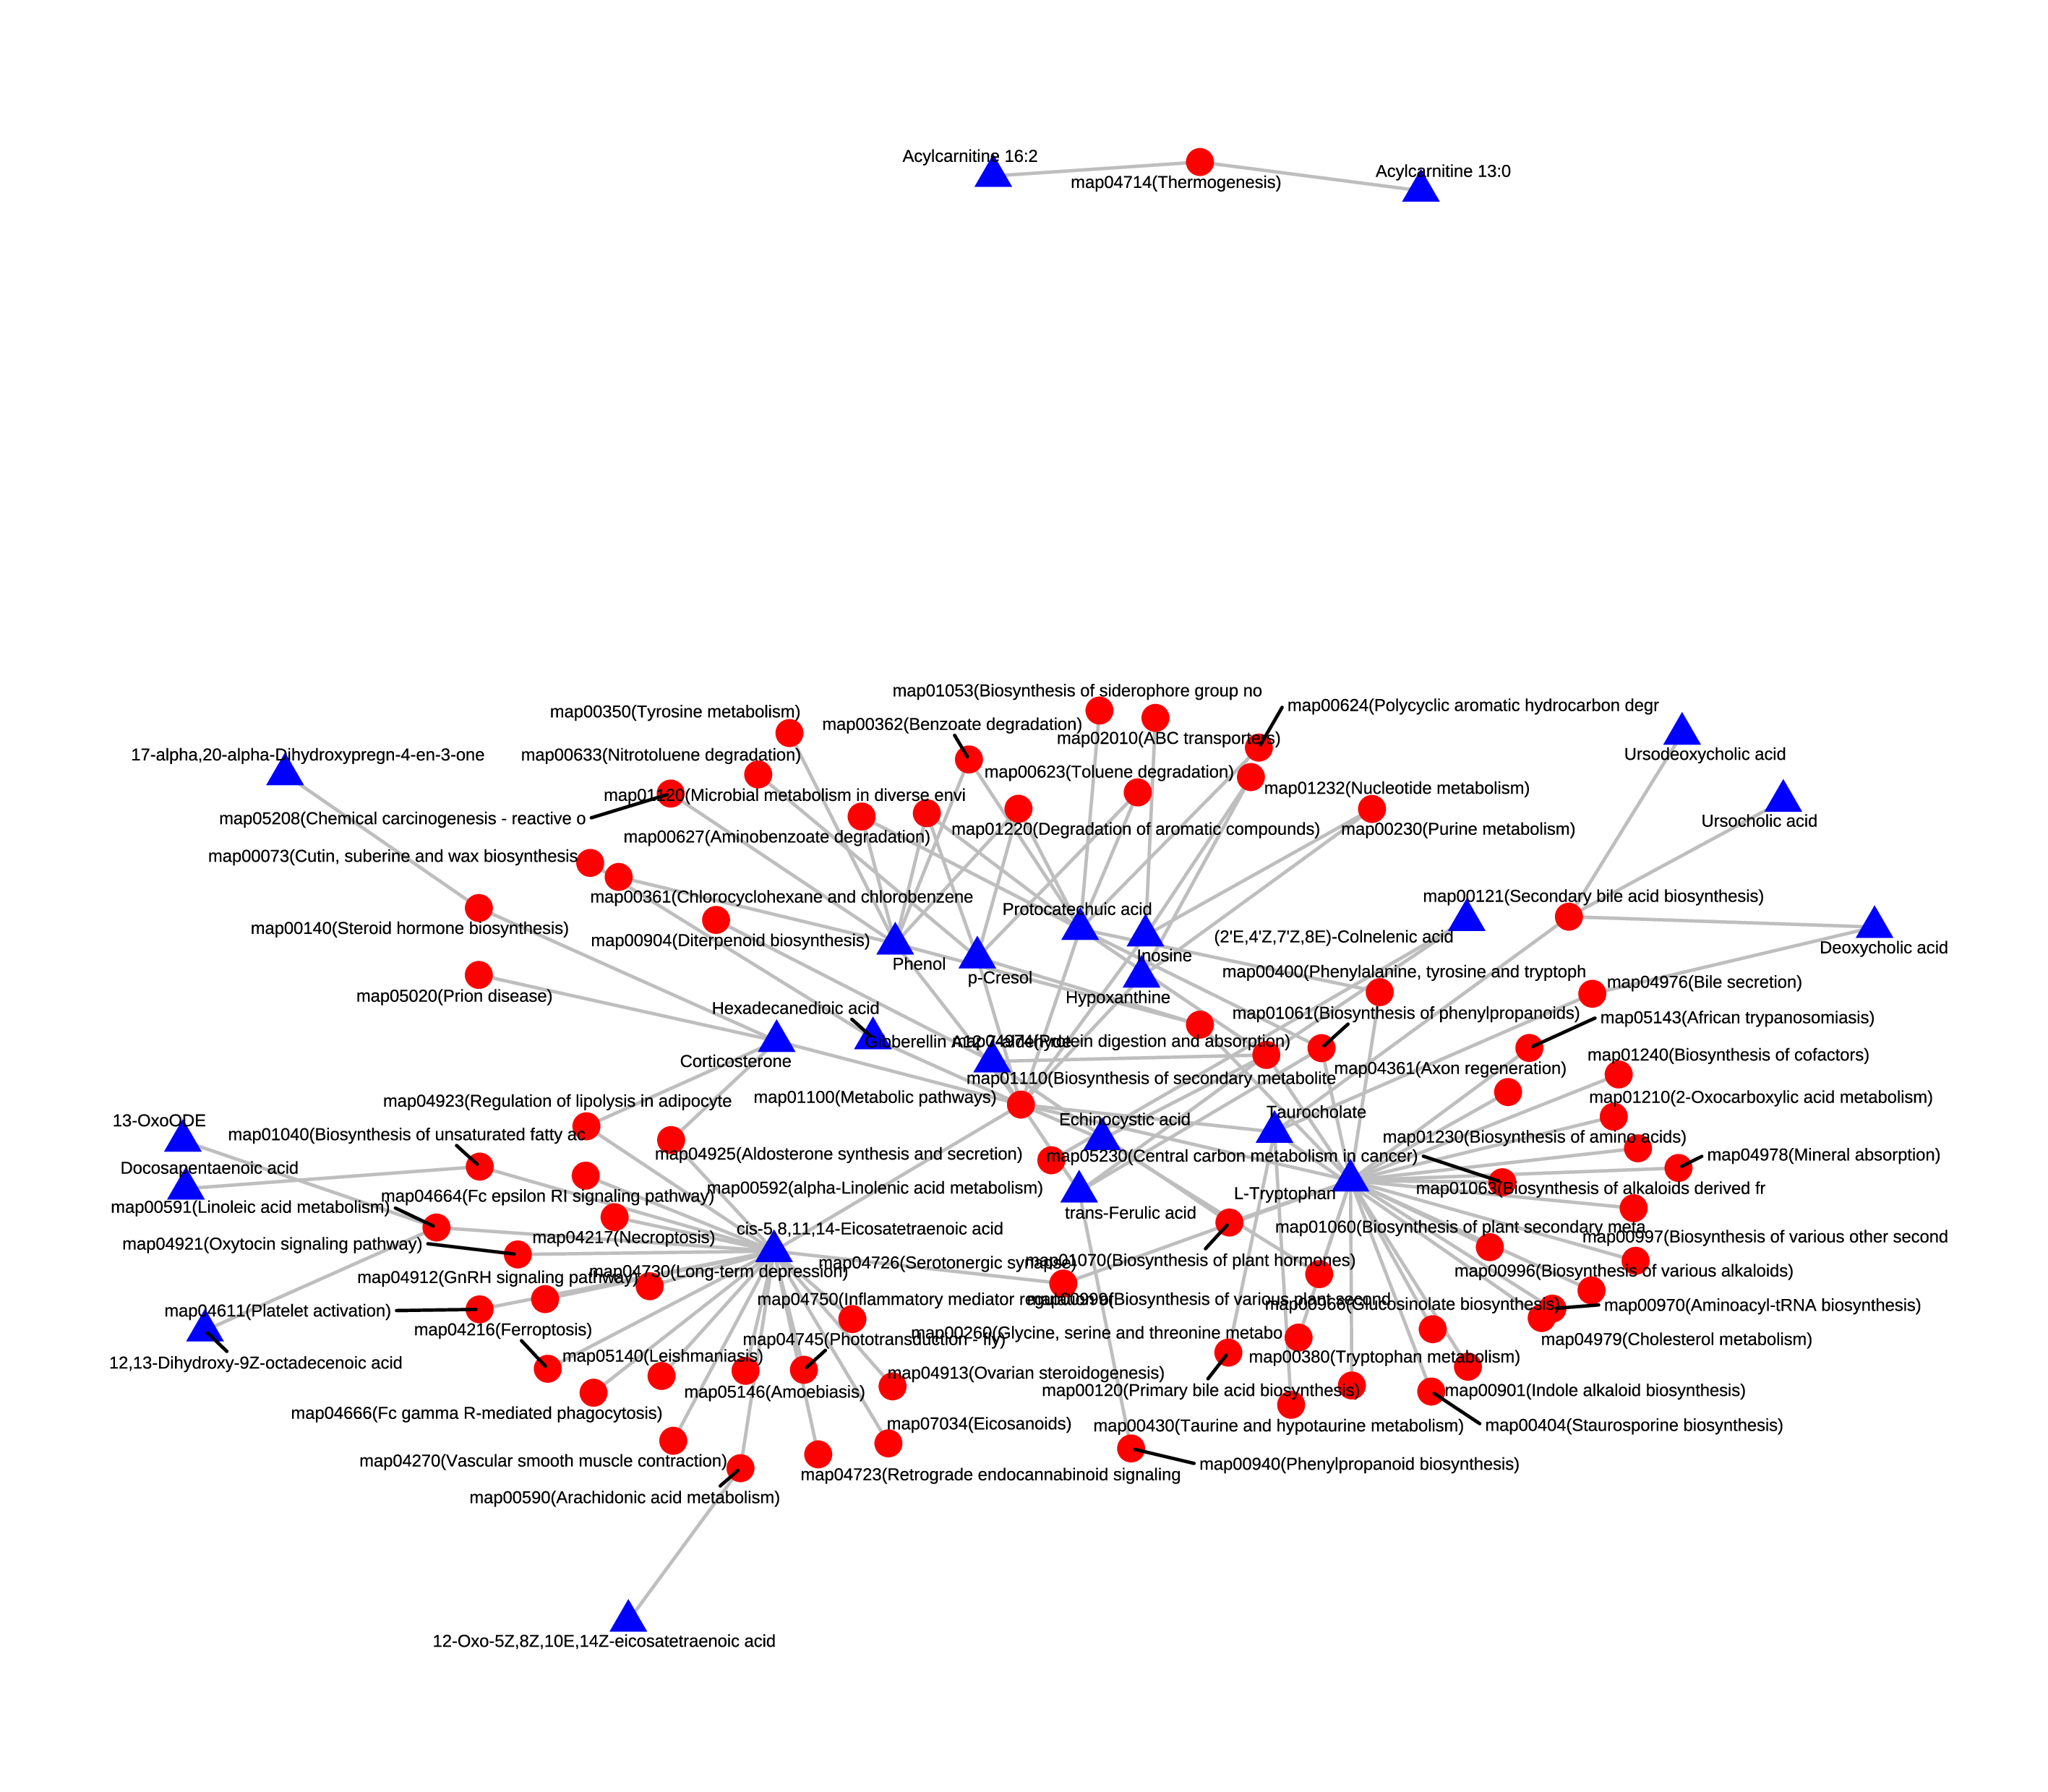 Acylcarnitine 16:2
Acylcarnitine 13:0
map04714(Thermogenesis)
map01053(Biosynthesis of siderophore group no
map00624(Polycyclic aromatic hydrocarbon degr
map00350(Tyrosine metabolism)
map00362(Benzoate degradation)
map02010(ABC transporters)
17-alpha,20-alpha-Dihydroxypregn-4-en-3-one
map00633(Nitrotoluene degradation)
Ursodeoxycholic acid
map00623(Toluene degradation)
map01232(Nucleotide metabolism)
map01120(Microbial metabolism in diverse envi
map05208(Chemical carcinogenesis - reactive o
Ursocholic acid
map01220(Degradation of aromatic compounds)
map00230(Purine metabolism)
map00627(Aminobenzoate degradation)
map00073(Cutin, suberine and wax biosynthesis
map00361(Chlorocyclohexane and chlorobenzene
map00121(Secondary bile acid biosynthesis)
Protocatechuic acid
map00140(Steroid hormone biosynthesis)
map00904(Diterpenoid biosynthesis)
(2'E,4'Z,7'Z,8E)-Colnelenic acid
Deoxycholic acid
Inosine
Phenol
p-Cresol
map00400(Phenylalanine, tyrosine and tryptoph
map04976(Bile secretion)
map05020(Prion disease)
Hypoxanthine
Hexadecanedioic acid
map01061(Biosynthesis of phenylpropanoids)
map05143(African trypanosomiasis)
Gibberellin A12 7-aldehyde
map04974(Protein digestion and absorption)
map01240(Biosynthesis of cofactors)
Corticosterone
map04361(Axon regeneration)
map01110(Biosynthesis of secondary metabolite
map01100(Metabolic pathways)
map01210(2-Oxocarboxylic acid metabolism)
map04923(Regulation of lipolysis in adipocyte
Taurocholate
13-OxoODE
Echinocystic acid
map01040(Biosynthesis of unsaturated fatty ac
map01230(Biosynthesis of amino acids)
map04925(Aldosterone synthesis and secretion)
map05230(Central carbon metabolism in cancer)
map04978(Mineral absorption)
Docosapentaenoic acid
map00592(alpha-Linolenic acid metabolism)
map01063(Biosynthesis of alkaloids derived fr
map04664(Fc epsilon RI signaling pathway)
L-Tryptophan
map00591(Linoleic acid metabolism)
trans-Ferulic acid
cis-5,8,11,14-Eicosatetraenoic acid
map01060(Biosynthesis of plant secondary meta
map04217(Necroptosis)
map00997(Biosynthesis of various other second
map04921(Oxytocin signaling pathway)
map04726(Serotonergic synapse)
map01070(Biosynthesis of plant hormones)
map04730(Long-term depression)
map00996(Biosynthesis of various alkaloids)
map04912(GnRH signaling pathway)
map04750(Inflammatory mediator regulation of
map00999(Biosynthesis of various plant second
map00966(Glucosinolate biosynthesis)
map00970(Aminoacyl-tRNA biosynthesis)
map04611(Platelet activation)
map04216(Ferroptosis)
map00260(Glycine, serine and threonine metabo
map04745(Phototransduction - fly)
map04979(Cholesterol metabolism)
map05140(Leishmaniasis)
map00380(Tryptophan metabolism)
12,13-Dihydroxy-9Z-octadecenoic acid
map04913(Ovarian steroidogenesis)
map05146(Amoebiasis)
map00120(Primary bile acid biosynthesis)
map00901(Indole alkaloid biosynthesis)
map04666(Fc gamma R-mediated phagocytosis)
map07034(Eicosanoids)
map00430(Taurine and hypotaurine metabolism)
map00404(Staurosporine biosynthesis)
map04270(Vascular smooth muscle contraction)
map00940(Phenylpropanoid biosynthesis)
map04723(Retrograde endocannabinoid signaling
map00590(Arachidonic acid metabolism)
12-Oxo-5Z,8Z,10E,14Z-eicosatetraenoic acid